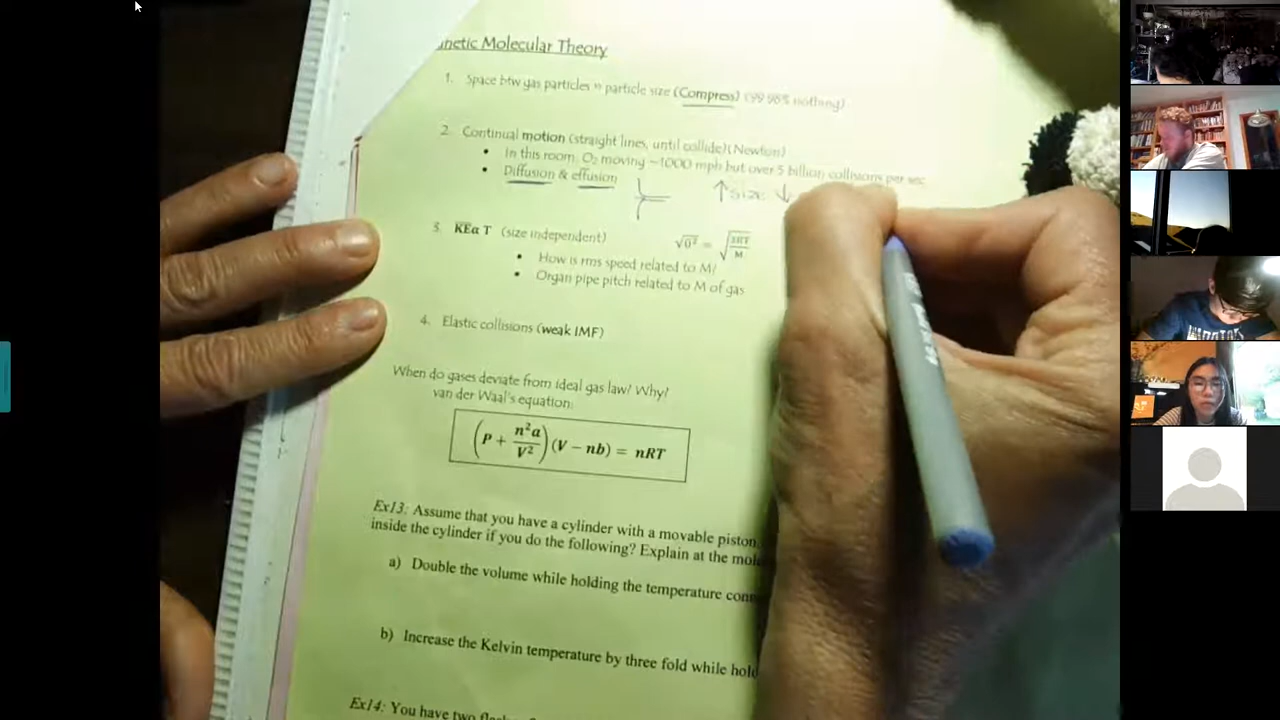 inetic Molecular Theory
1. Space btw gas particles » particle size (Compress) (99.96% nothing)
2. Continual motion (straight lines, until collide)(Newton)
• In this room, O₂ moving ~1000 mph but over 5 billion collisions per sec
• Diffusion & effusion ↑ size ↓
3. KEα T (size independent)
• How is rms speed related to M?
• Organ pipe pitch related to M of gas
4. Elastic collisions (weak IMF)
When do gases deviate from ideal gas law? Why?
van der Waal's equation:
(P + n²a/V²)(V − nb) = nRT
Ex13: Assume that you have a cylinder with a movable piston.
inside the cylinder if you do the following? Explain at the mol
a) Double the volume while holding the temperature con
b) Increase the Kelvin temperature by three fold while hold
Ex14: You have two